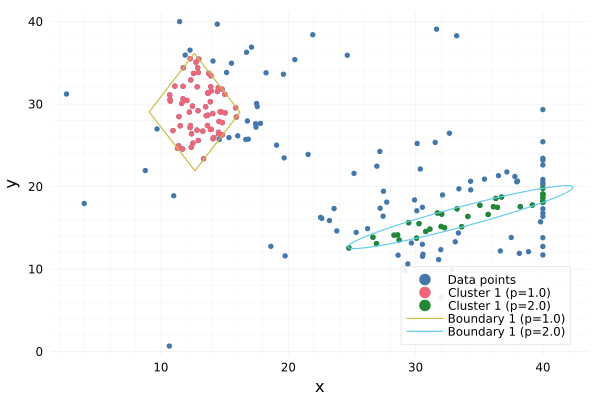 40
30
20
10
0
y
10
20
30
40
x
Data points
Cluster 1 (p=1.0)
Cluster 1 (p=2.0)
Boundary 1 (p=1.0)
Boundary 1 (p=2.0)